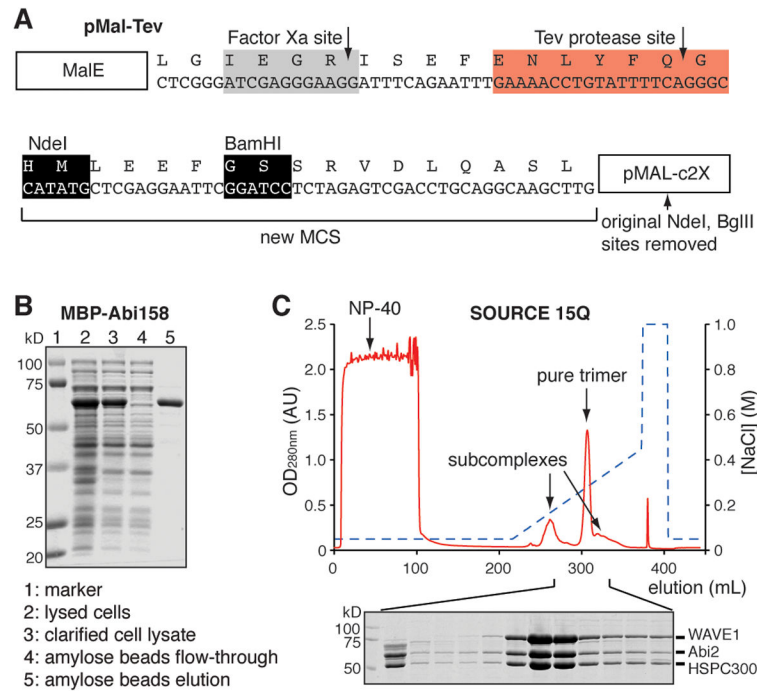 A
pMal-Tev
Factor Xa site
Tev protease site
MalE
L G I E G R I S E F E N L Y F Q G
CTCGGGATCGAGGGAAGGATTTCAGAATTTGAAAACCTGTATTTTCAGGGC
NdeI
BamHI
H M L E E F G S S R V D L Q A S L
CATATGCTCGAGGAATTCGGATCCTCTAGAGTCGACCTGCAGGCAAGCTTG
pMAL-c2X
new MCS
original NdeI, BglII
sites removed
B
MBP-Abi158
kD 1 2 3 4 5
100
75
50
37
25
20
1: marker
2: lysed cells
3: clarified cell lysate
4: amylose beads flow-through
5: amylose beads elution
C
NP-40
SOURCE 15Q
2.5
2.0
1.5
1.0
0.5
0
OD280nm (AU)
pure trimer
subcomplexes
1.0
0.8
0.6
0.4
0.2
0
[NaCl] (M)
0 100 200 300 400
elution (mL)
kD
100
75
50
WAVE1
Abi2
HSPC300